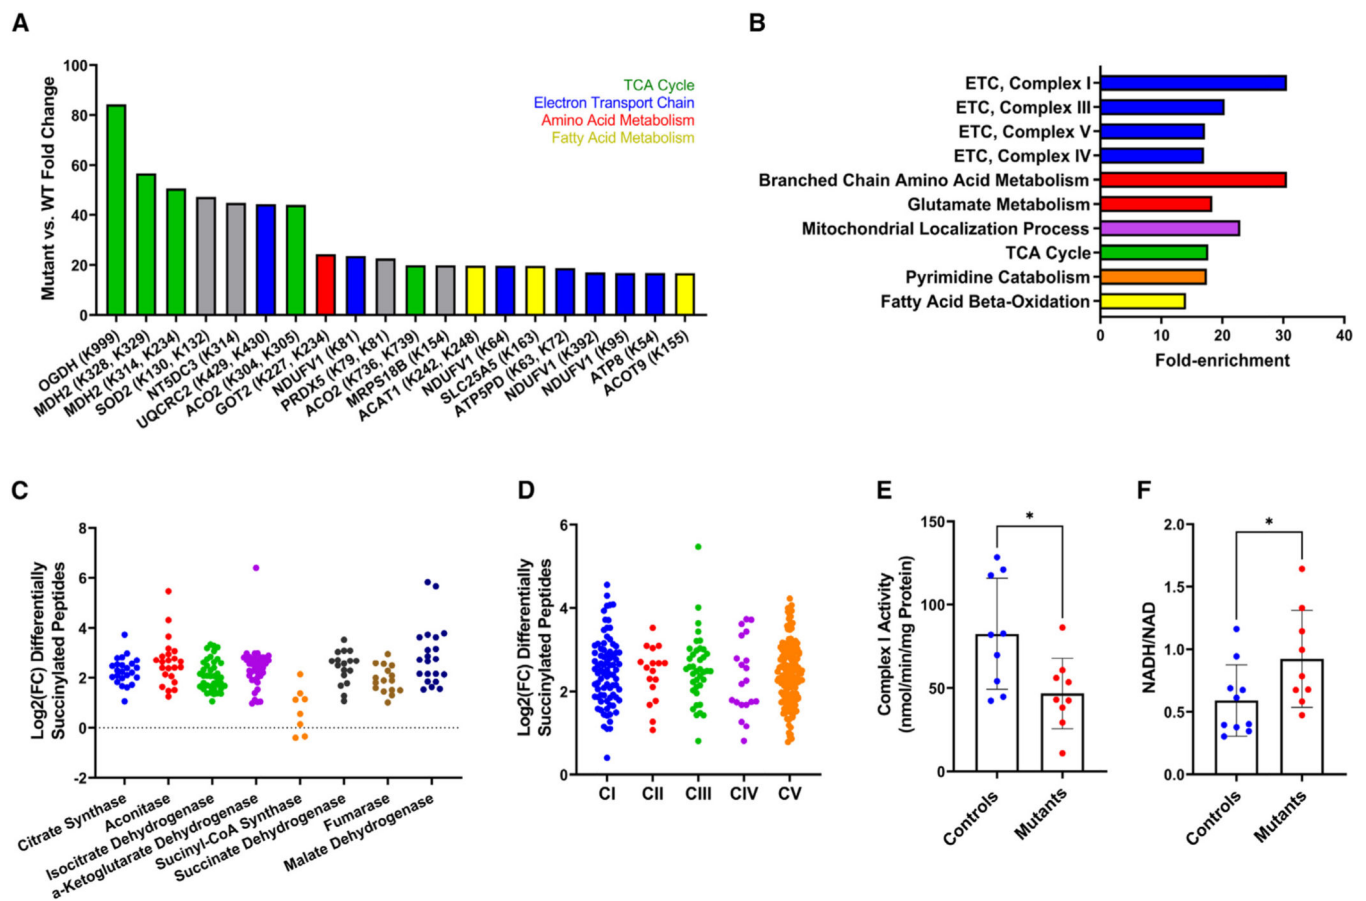 A
Mutant vs. WT Fold Change
100
80
60
40
20
0
TCA Cycle
Electron Transport Chain
Amino Acid Metabolism
Fatty Acid Metabolism
OGDH (K999)
MDH2 (K328, K329)
MDH2 (K314, K234)
SOD2 (K130, K132)
NT5DC3 (K314)
UQCRC2 (K429, K430)
ACO2 (K304, K305)
GOT2 (K227, K234)
NDUFV1 (K81)
PRDX5 (K79, K81)
ACO2 (K736, K739)
MRPS18B (K154)
ACAT1 (K242, K248)
NDUFV1 (K64)
SLC25A5 (K163)
ATP5PD (K63, K72)
NDUFV1 (K392)
NDUFV1 (K95)
ATP8 (K54)
ACOT9 (K155)
B
ETC, Complex I
ETC, Complex III
ETC, Complex V
ETC, Complex IV
Branched Chain Amino Acid Metabolism
Glutamate Metabolism
Mitochondrial Localization Process
TCA Cycle
Pyrimidine Catabolism
Fatty Acid Beta-Oxidation
0 10 20 30 40
Fold-enrichment
C
Log2(FC) Differentially
Succinylated Peptides
8
6
4
2
0
-2
Citrate Synthase
Aconitase
Isocitrate Dehydrogenase
a-Ketoglutarate Dehydrogenase
Sucinyl-CoA Synthase
Succinate Dehydrogenase
Fumarase
Malate Dehydrogenase
D
Log2(FC) Differentially
Succinylated Peptides
6
4
2
0
CI CII CIII CIV CV
E
Complex I Activity
(nmol/min/mg Protein)
150
100
50
0
*
Controls
Mutants
F
NADH/NAD
2.0
1.5
1.0
0.5
0.0
*
Controls
Mutants